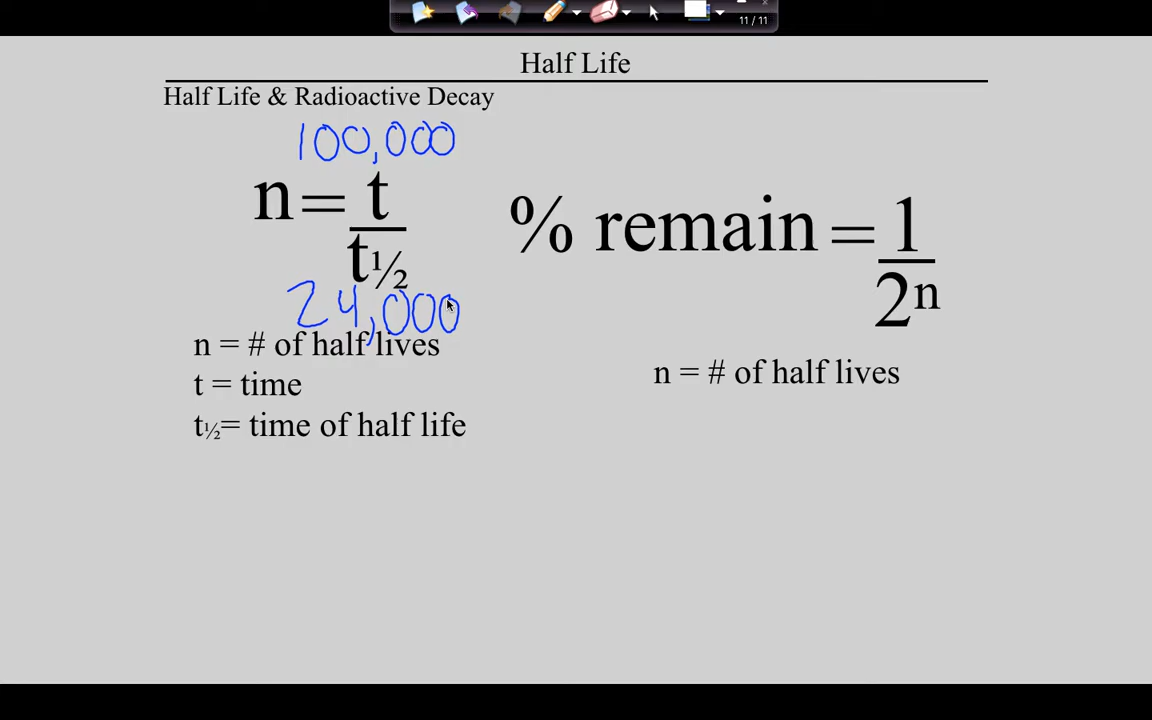 11 / 11
Half Life
Half Life & Radioactive Decay
100,000
n = t / t½
% remain = 1 / 2ⁿ
24,000
n = # of half lives
t = time
t½= time of half life
n = # of half lives